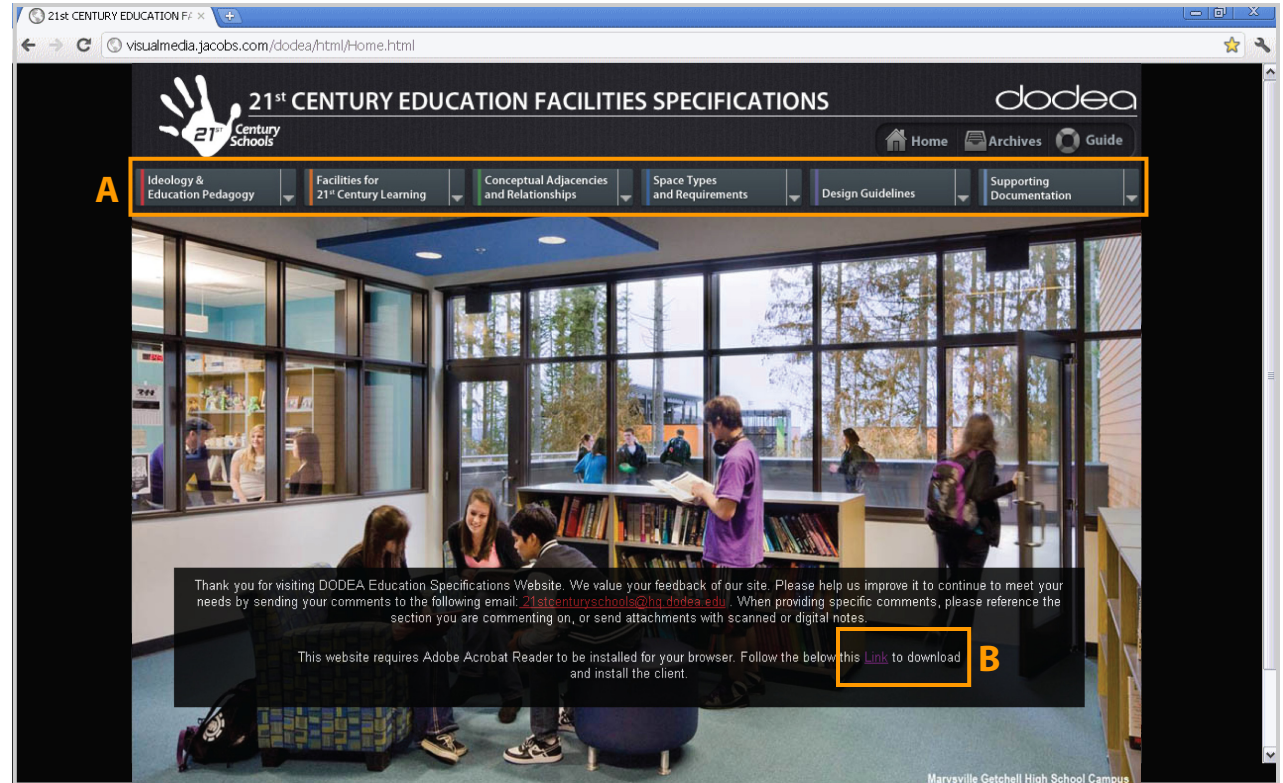 21st CENTURY EDUCATION FA
visualmedia.jacobs.com/dodea/html/Home.html
21st CENTURY EDUCATION FACILITIES SPECIFICATIONS
dodea
21ST Century
Schools
Home Archives Guide
A
Ideology &
Education Pedagogy
Facilities for
21st Century Learning
Conceptual Adjacencies
and Relationships
Space Types
and Requirements
Design Guidelines
Supporting
Documentation
Thank you for visiting DODEA Education Specifications Website. We value your feedback of our site. Please help us improve it to continue to meet your
needs by sending your comments to the following email: 21stcenturyschools@hq.dodea.edu . When providing specific comments, please reference the
section you are commenting on, or send attachments with scanned or digital notes.
This website requires Adobe Acrobat Reader to be installed for your browser. Follow the below this Link to download
and install the client.
B
Marysville Getchell High School Campus